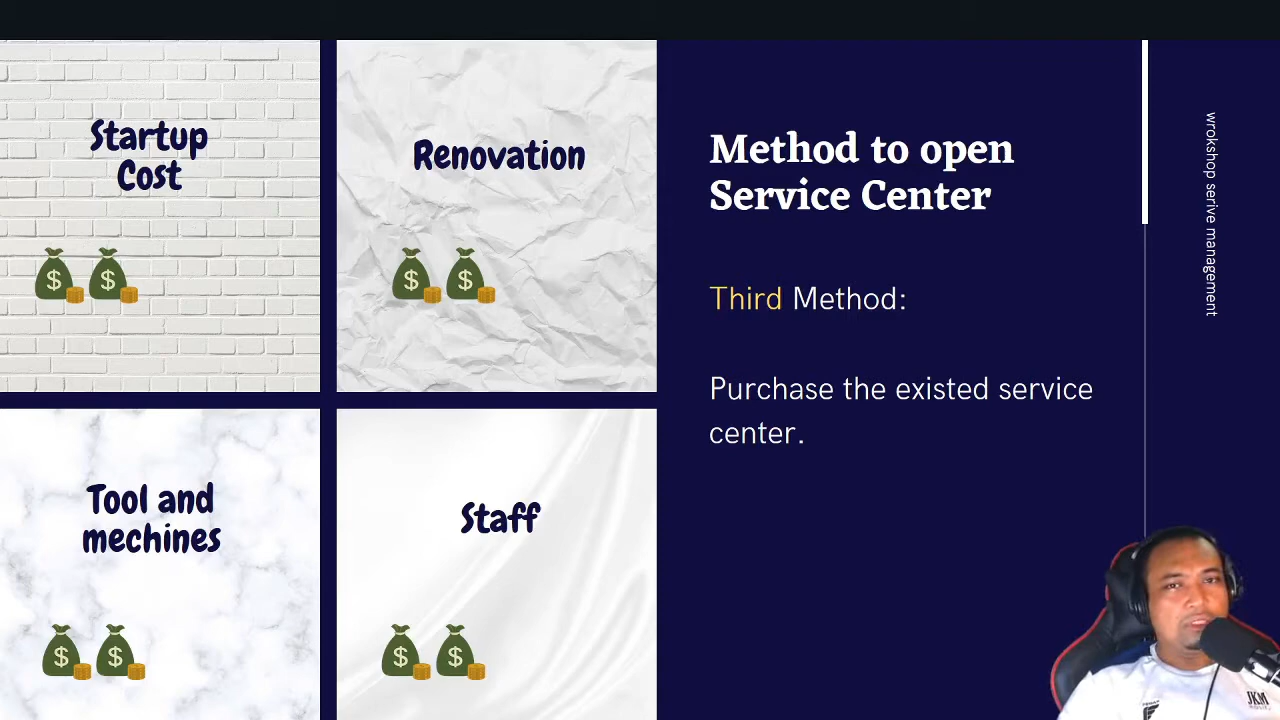 Startup
Cost
Renovation
Tool and
mechines
Staff
Method to open
Service Center
Third Method:
Purchase the existed service
center.
wrokshop serive management
JKM